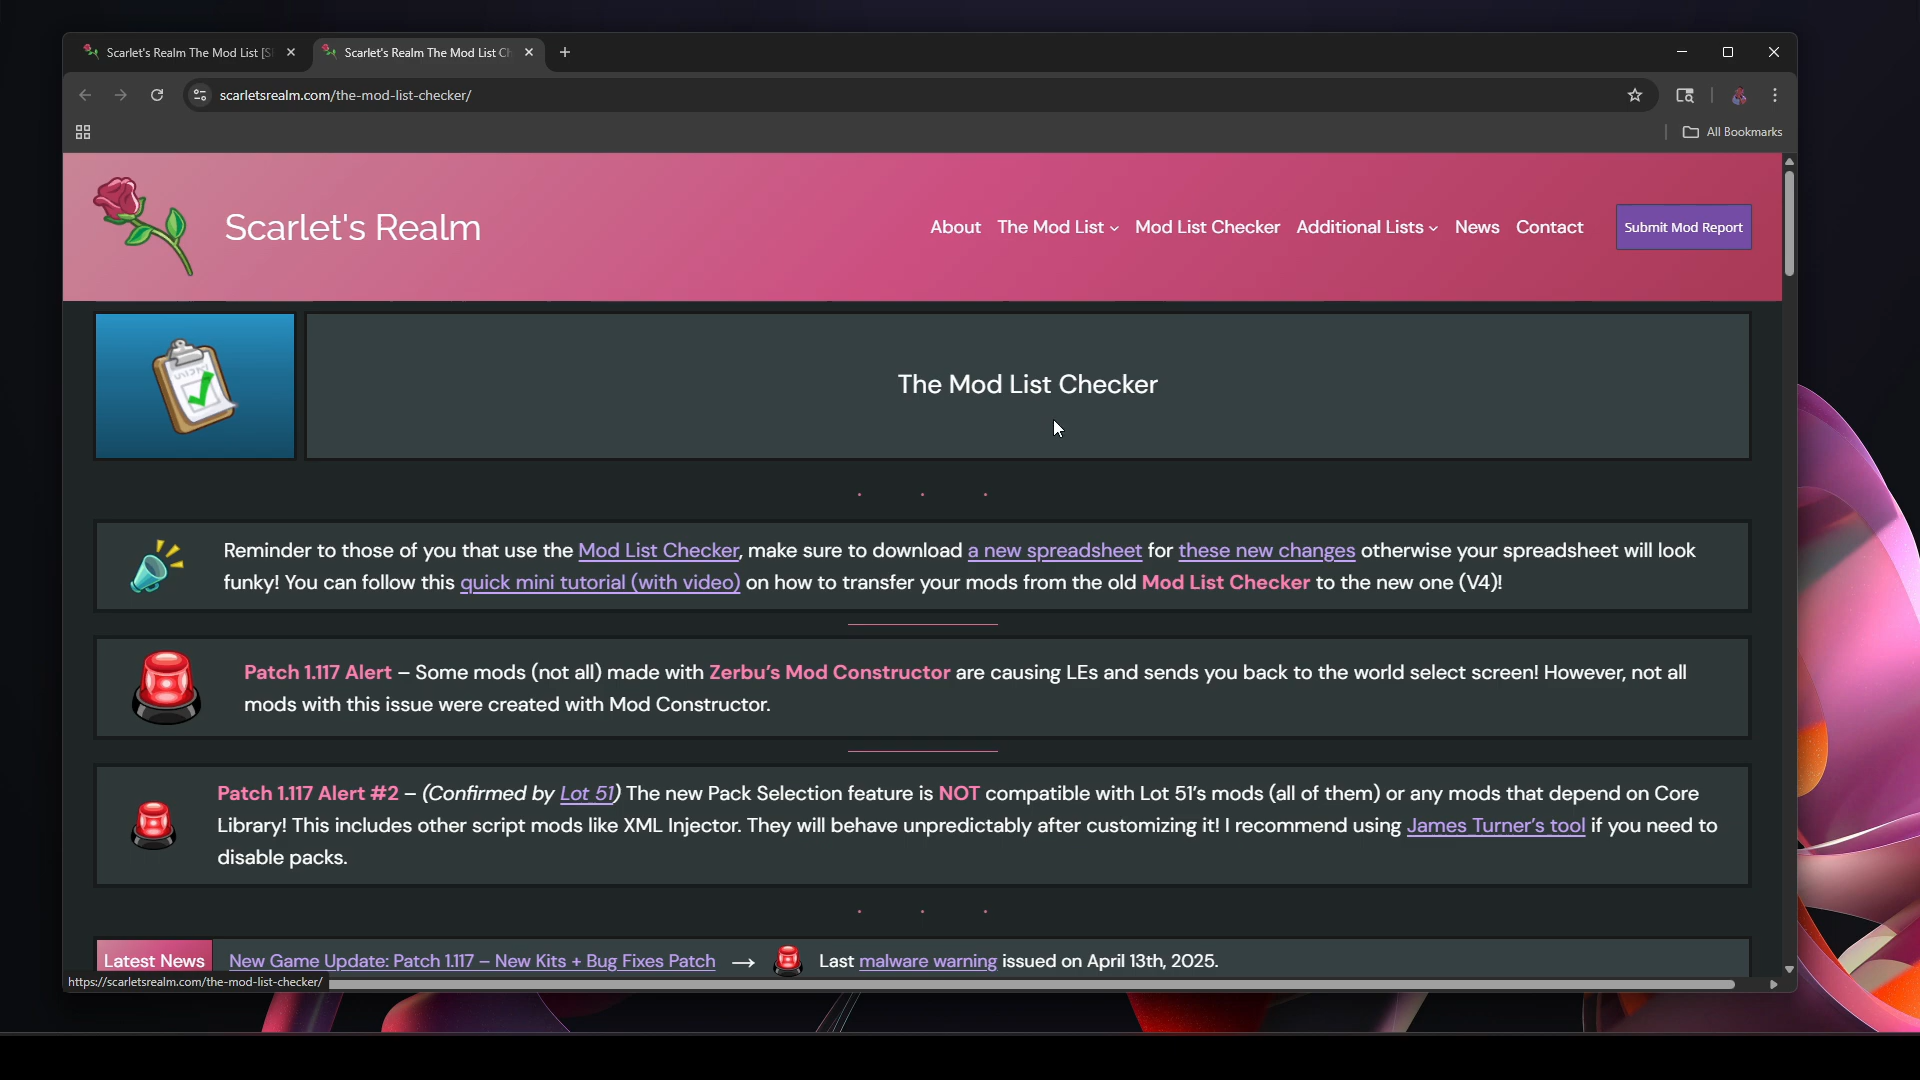 Scarlet's Realm The Mod List [S
Scarlet's Realm The Mod List Ch
scarletsrealm.com/the-mod-list-checker/
All Bookmarks
Scarlet's Realm
About The Mod List Mod List Checker Additional Lists News Contact Submit Mod Report
The Mod List Checker
Reminder to those of you that use the Mod List Checker, make sure to download a new spreadsheet for these new changes otherwise your spreadsheet will look
funky! You can follow this quick mini tutorial (with video) on how to transfer your mods from the old Mod List Checker to the new one (V4)!
Patch 1.117 Alert – Some mods (not all) made with Zerbu's Mod Constructor are causing LEs and sends you back to the world select screen! However, not all
mods with this issue were created with Mod Constructor.
Patch 1.117 Alert #2 – (Confirmed by Lot 51) The new Pack Selection feature is NOT compatible with Lot 51's mods (all of them) or any mods that depend on Core
Library! This includes other script mods like XML Injector. They will behave unpredictably after customizing it! I recommend using James Turner's tool if you need to
disable packs.
Latest News New Game Update: Patch 1.117 – New Kits + Bug Fixes Patch → Last malware warning issued on April 13th, 2025.
https://scarletsrealm.com/the-mod-list-checker/